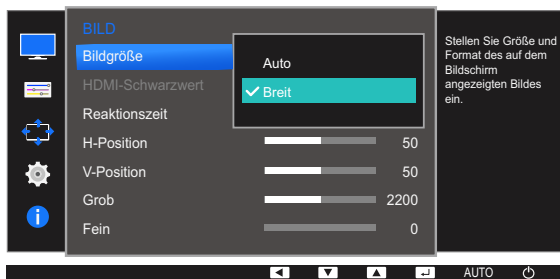 BILD
Bildgröße
Auto
HDMI-Schwarzwert
Breit
Reaktionszeit
H-Position 50
V-Position 50
Grob 2200
Fein 0
Stellen Sie Größe und
Format des auf dem
Bildschirm
angezeigten Bildes
ein.
AUTO